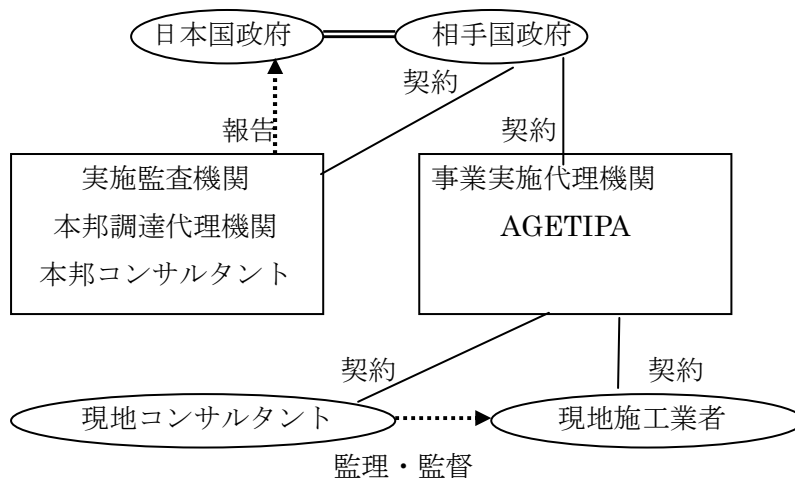 日本国政府
相手国政府
契約
報告
契約
実施監査機関
本邦調達代理機関
本邦コンサルタント
事業実施代理機関
AGETIPA
契約
契約
現地コンサルタント
現地施工業者
監理・監督